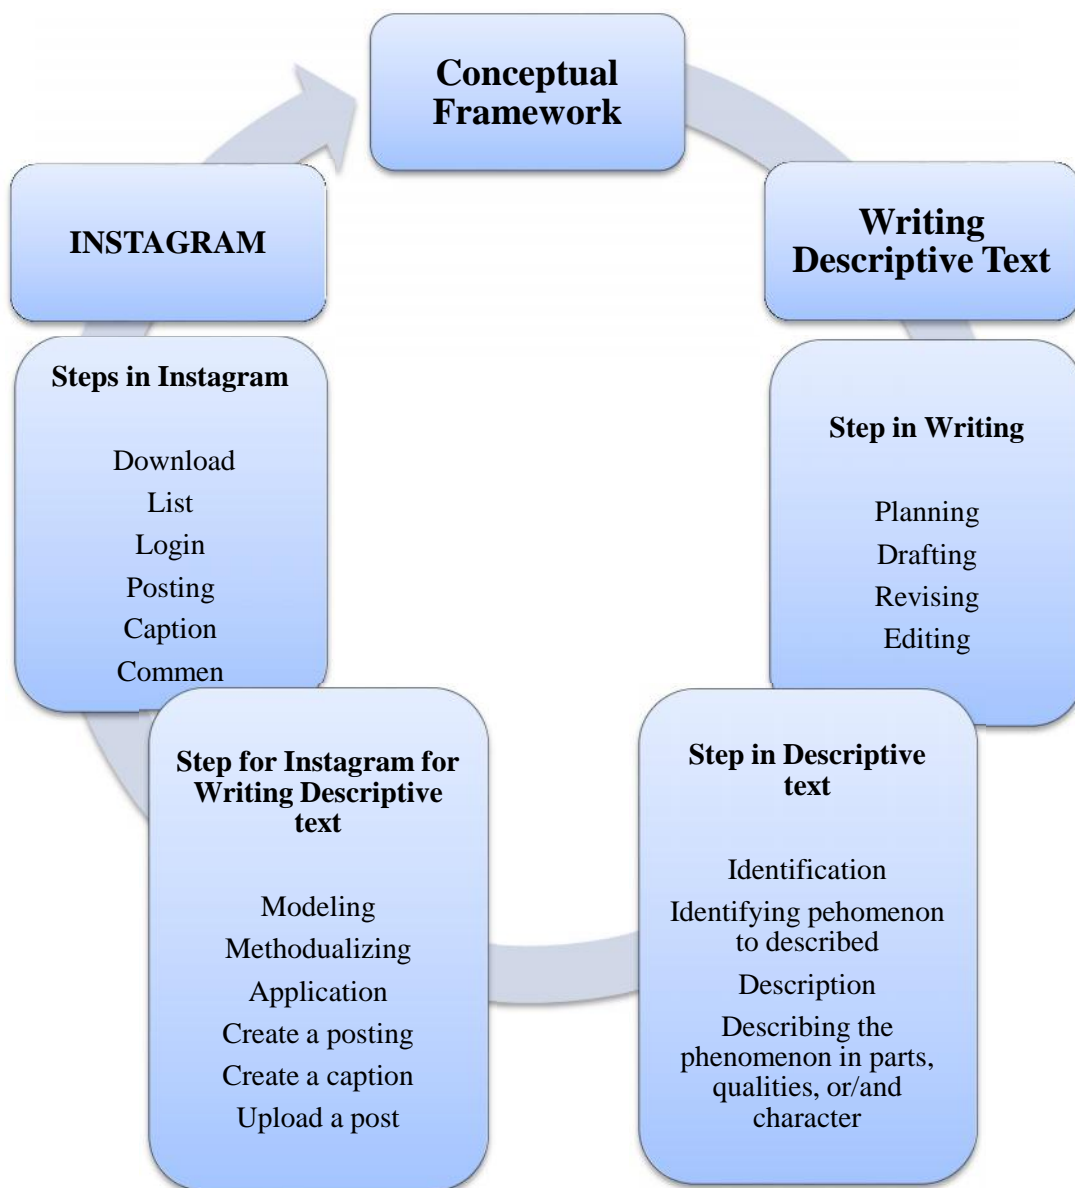 Conceptual
Framework
Writing
Descriptive Text
Step in Writing
Planning
Drafting
Revising
Editing
Step in Descriptive
text
Identification
Identifying pehomenon
to described
Description
Describing the
phenomenon in parts,
qualities, or/and
character
Step for Instagram for
Writing Descriptive
text
Modeling
Methodualizing
Application
Create a posting
Create a caption
Upload a post
Steps in Instagram
Download
List
Login
Posting
Caption
Commen
INSTAGRAM